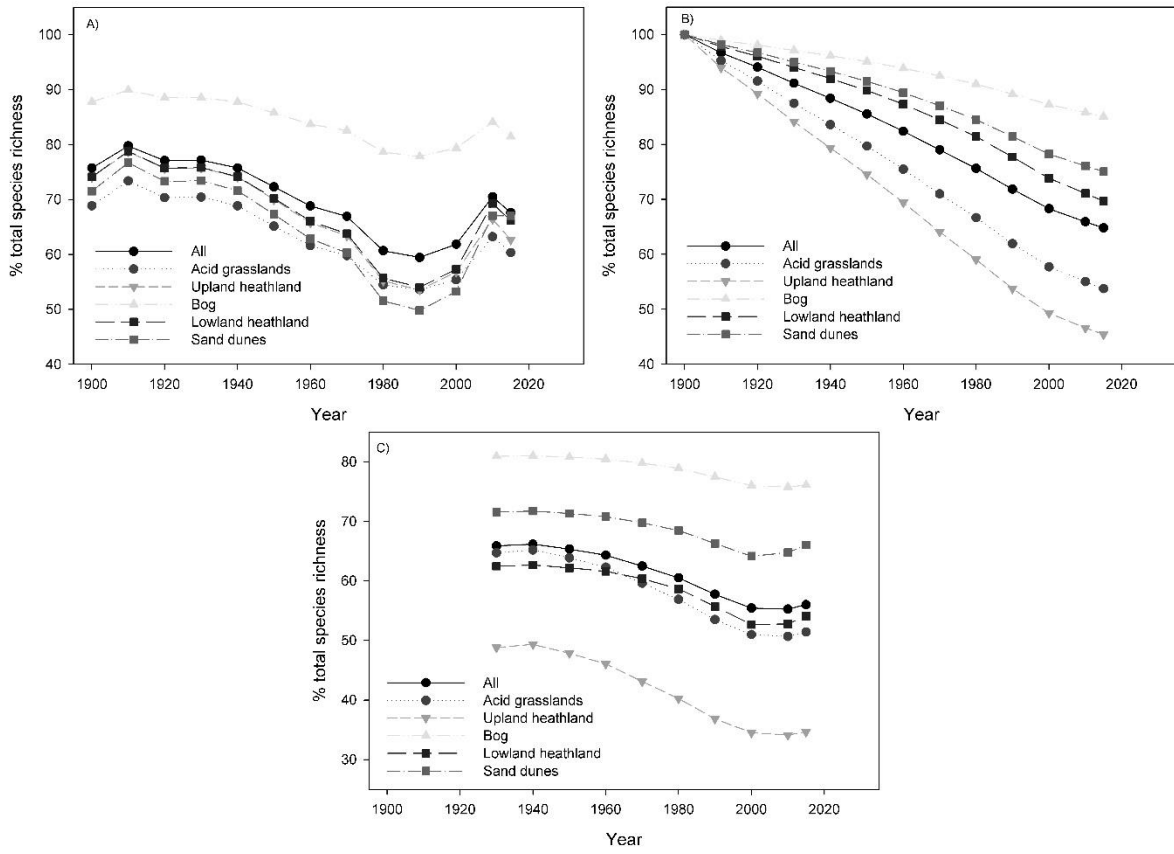 A)
% total species richness
100
90
80
70
60
50
40
All
Acid grasslands
Upland heathland
Bog
Lowland heathland
Sand dunes
1900 1920 1940 1960 1980 2000 2020
Year
B)
% total species richness
100
90
80
70
60
50
40
All
Acid grasslands
Upland heathland
Bog
Lowland heathland
Sand dunes
1900 1920 1940 1960 1980 2000 2020
Year
C)
% total species richness
80
70
60
50
40
30
All
Acid grasslands
Upland heathland
Bog
Lowland heathland
Sand dunes
1900 1920 1940 1960 1980 2000 2020
Year